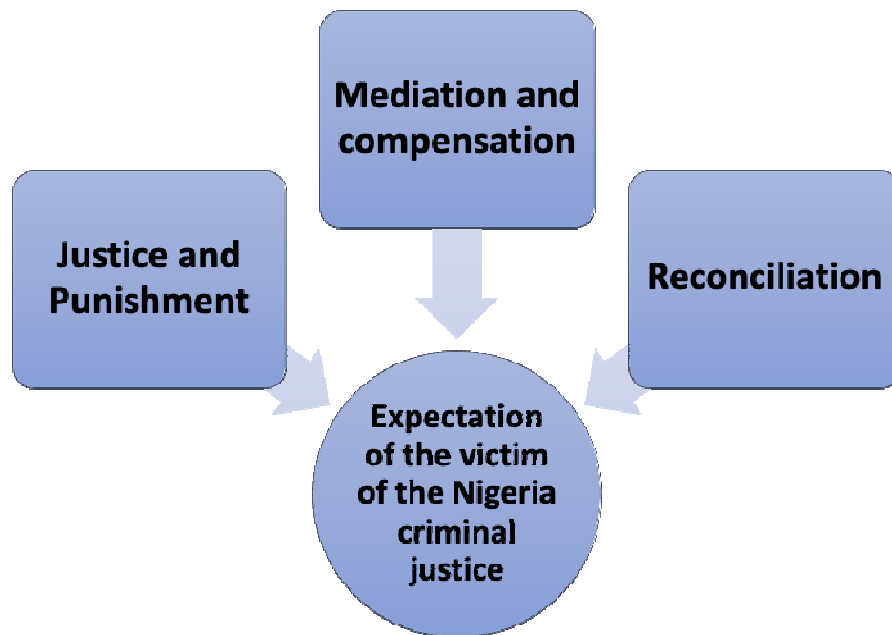 Mediation and
compensation
Justice and
Punishment
Reconciliation
Expectation
of the victim
of the Nigeria
criminal
justice